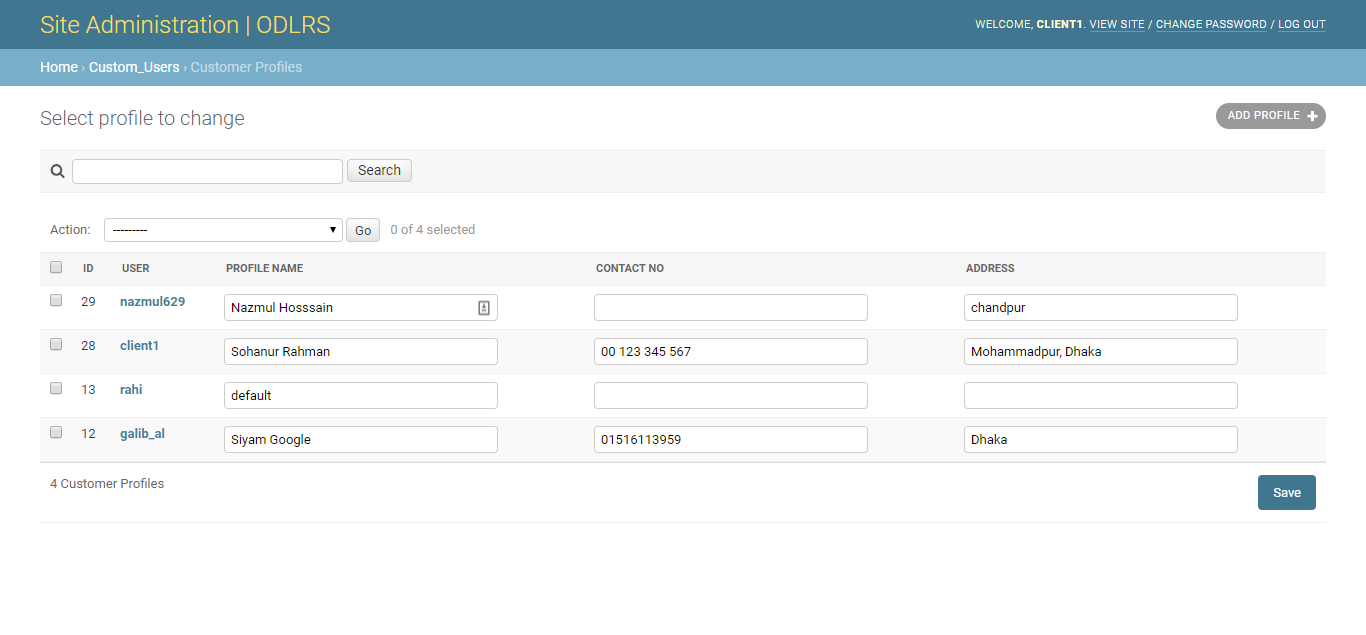 Site Administration | ODLRS
WELCOME, CLIENT1. VIEW SITE / CHANGE PASSWORD / LOG OUT
Home › Custom_Users › Customer Profiles
Select profile to change
ADD PROFILE +
Search
Action: --------- Go 0 of 4 selected
ID USER PROFILE NAME CONTACT NO ADDRESS
29 nazmul629 Nazmul Hosssain chandpur
28 client1 Sohanur Rahman 00 123 345 567 Mohammadpur, Dhaka
13 rahi default
12 galib_al Siyam Google 01516113959 Dhaka
4 Customer Profiles
Save